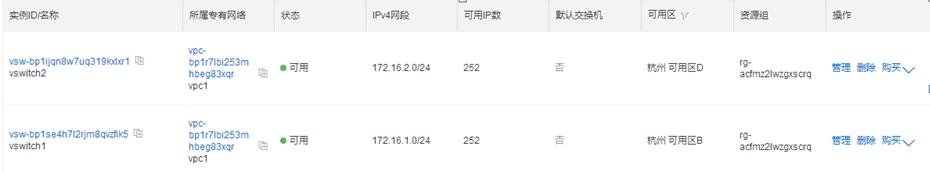 实例ID/名称 所属专有网络 状态 IPv4网段 可用IP数 默认交换机 可用区 资源组 操作
vsw-bp1ijqn8w7uq319kxlxr1
vswitch2
vpc-
bp1r7lbi253m
hbeg83xqr
vpc1
可用 172.16.2.0/24 252 否 杭州 可用区D
rg-
acfmz2lwzgxscrq
管理 删除 购买
vsw-bp1se4h7l2rjm8qvzfik5
vswitch1
vpc-
bp1r7lbi253m
hbeg83xqr
vpc1
可用 172.16.1.0/24 252 否 杭州 可用区B
rg-
acfmz2lwzgxscrq
管理 删除 购买